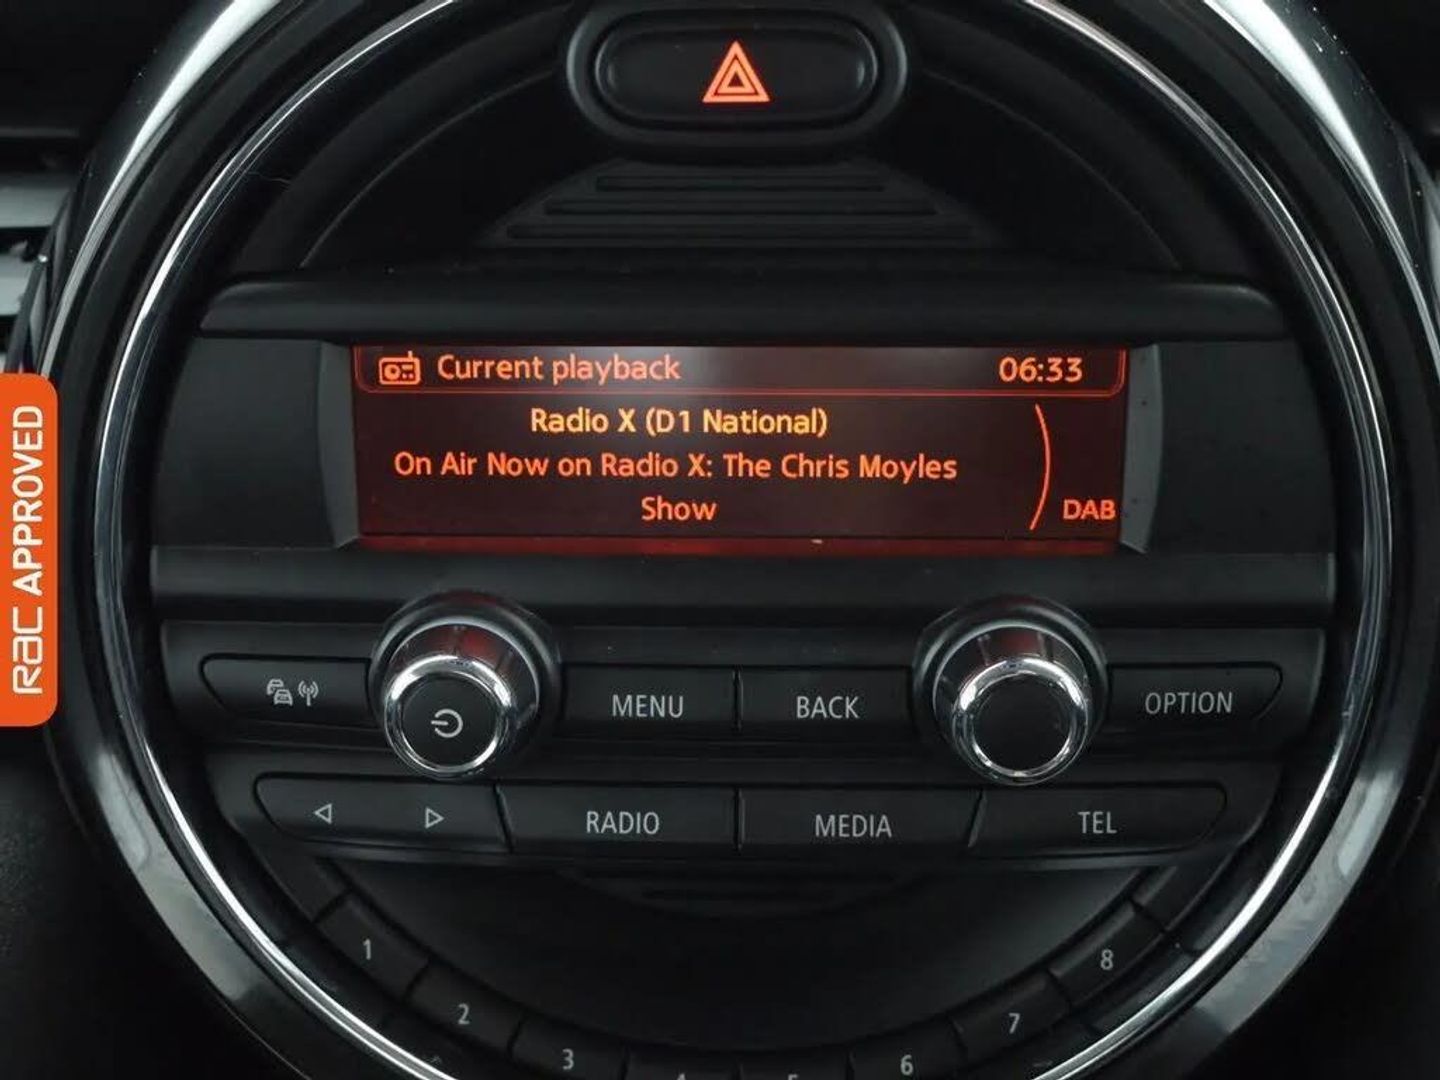 Current playback 06:33
Radio X (D1 National)
On Air Now on Radio X: The Chris Moyles
Show
DAB
MENU
BACK
OPTION
RADIO
MEDIA
TEL
1
2
3
6
7
8
RAC APPROVED